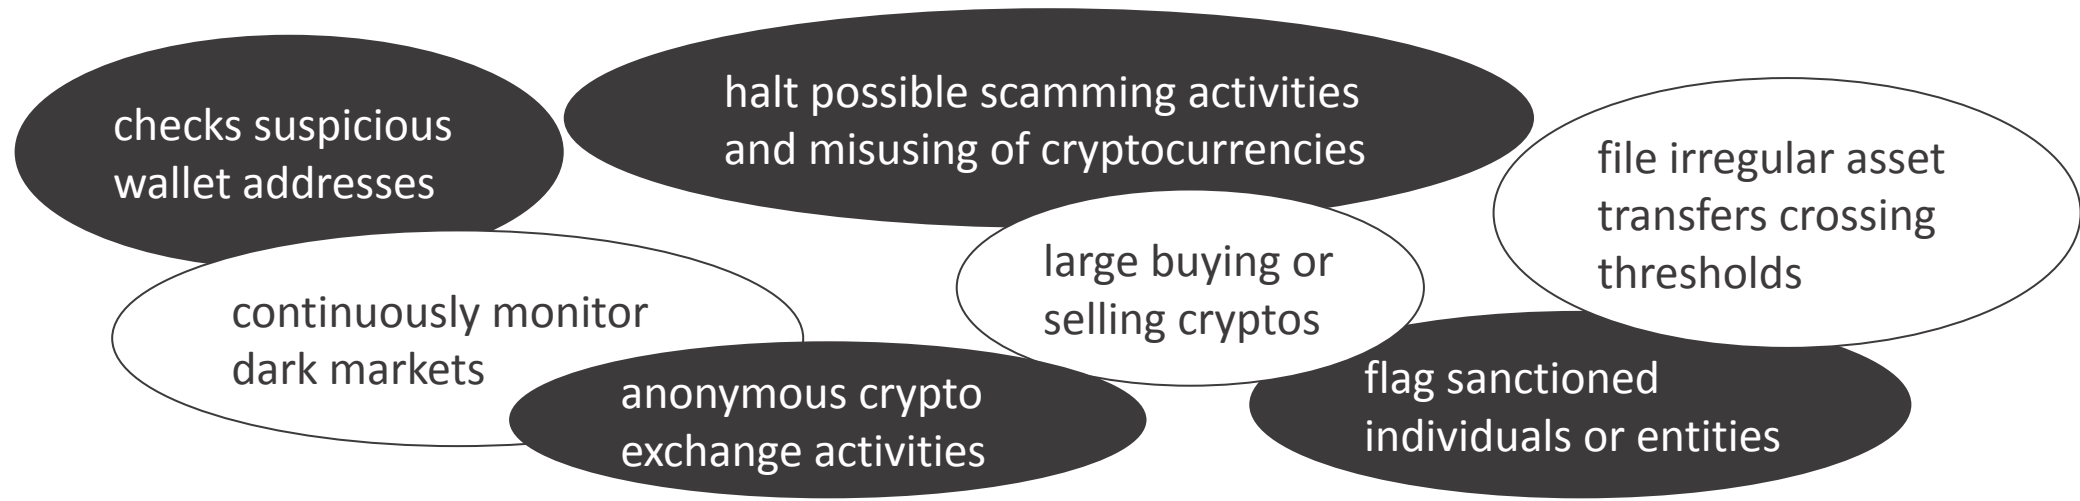 checks suspicious
wallet addresses
halt possible scamming activities
and misusing of cryptocurrencies
file irregular asset
transfers crossing
thresholds
continuously monitor
dark markets
large buying or
selling cryptos
anonymous crypto
exchange activities
flag sanctioned
individuals or entities